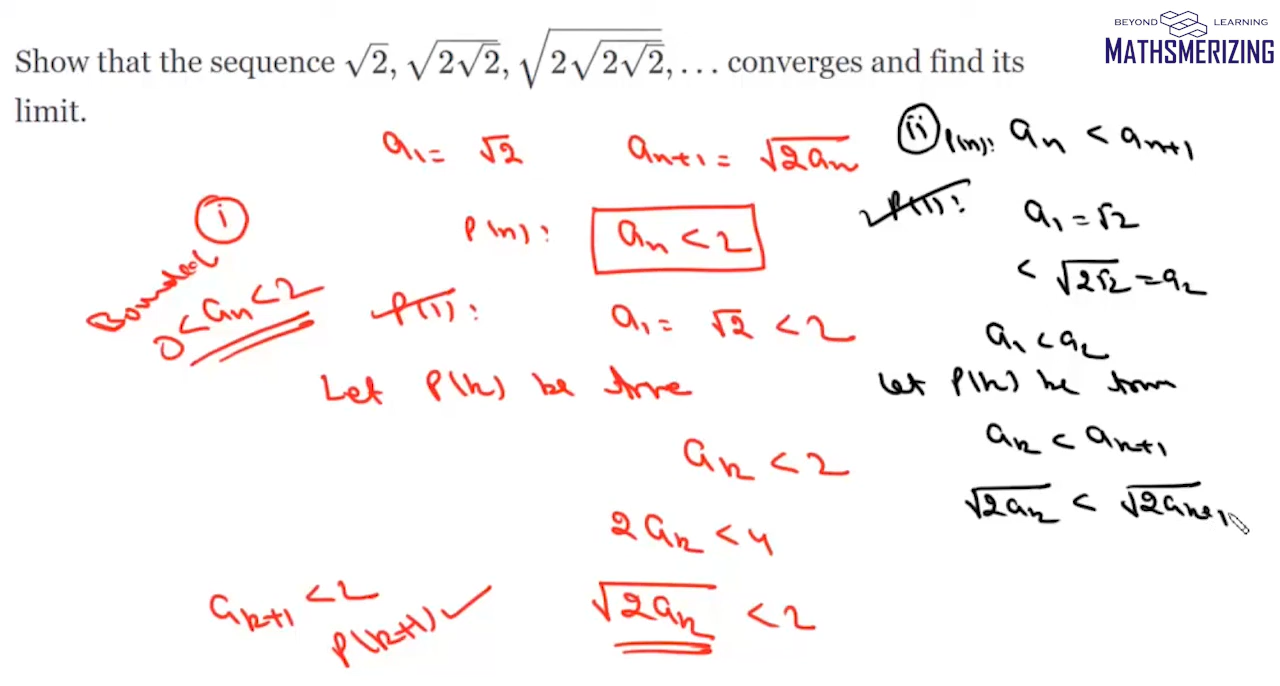 BEYOND LEARNING
MATHSMERIZING
Show that the sequence √2, √(2√2), √(2√(2√2)), … converges and find its
limit.
a₁ = √2 aₙ₊₁ = √(2aₙ)
P(n): aₙ < 2
(i)
Bounded
0 < aₙ < 2
P(1): a₁ = √2 < 2
Let P(k) be true
aₖ < 2
2aₖ < 4
√(2aₖ) < 2
aₖ₊₁ < 2
P(k+1) ✓
(ii) P(n): aₙ < aₙ₊₁
P(1): a₁ = √2
< √(2√2) = a₂
a₁ < a₂
Let P(k) be true
aₖ < aₖ₊₁
√(2aₖ) < √(2aₖ₊₁)